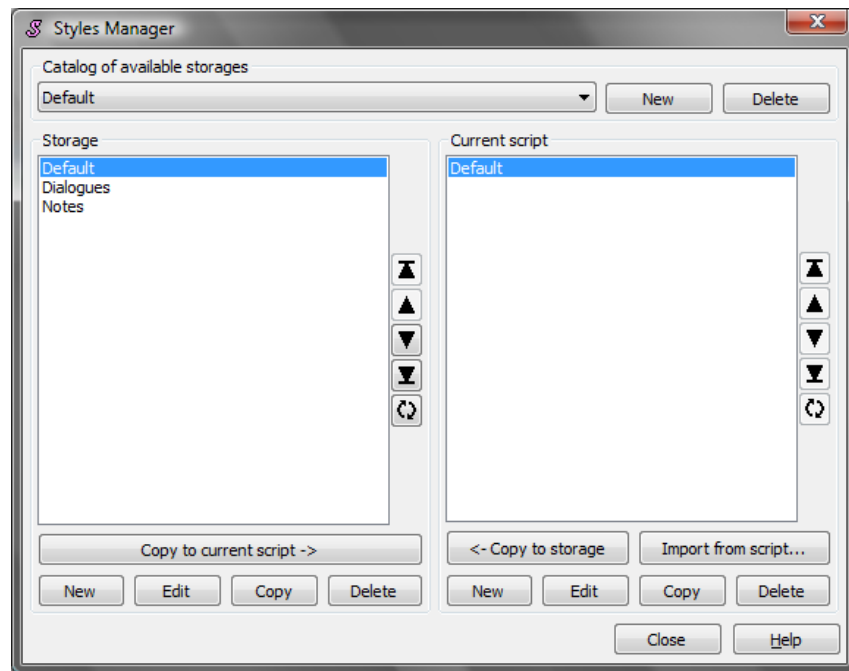 Styles Manager
Catalog of available storages
Default
New
Delete
Storage
Default
Dialogues
Notes
Copy to current script ->
New
Edit
Copy
Delete
Current script
Default
<- Copy to storage
Import from script...
New
Edit
Copy
Delete
Close
Help